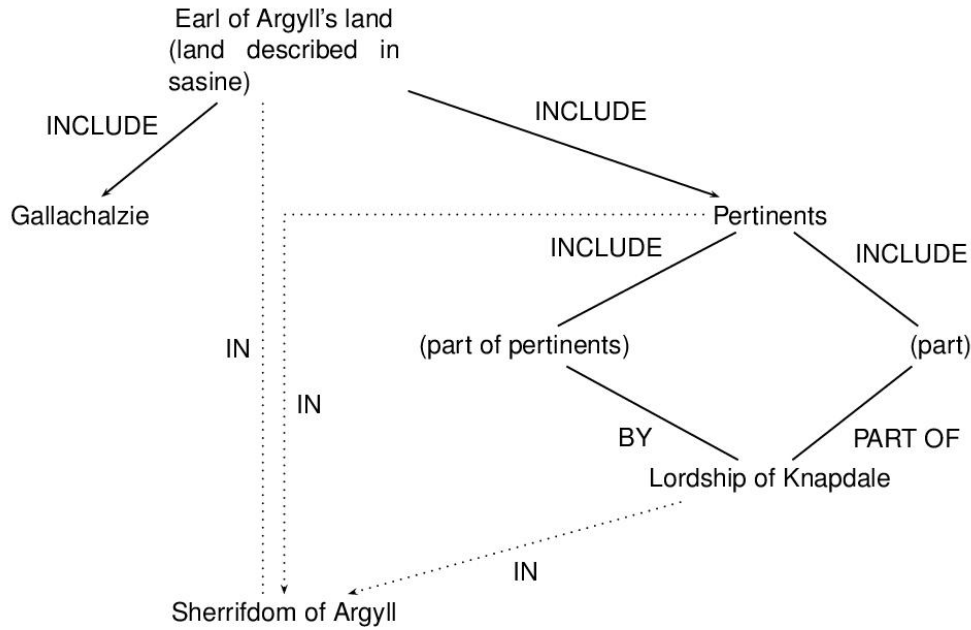 Earl of Argyll’s land
(land described in
sasine)
INCLUDE
INCLUDE
Gallachalzie
Pertinents
INCLUDE
INCLUDE
IN
(part of pertinents)
(part)
IN
BY
PART OF
Lordship of Knapdale
IN
Sherrifdom of Argyll